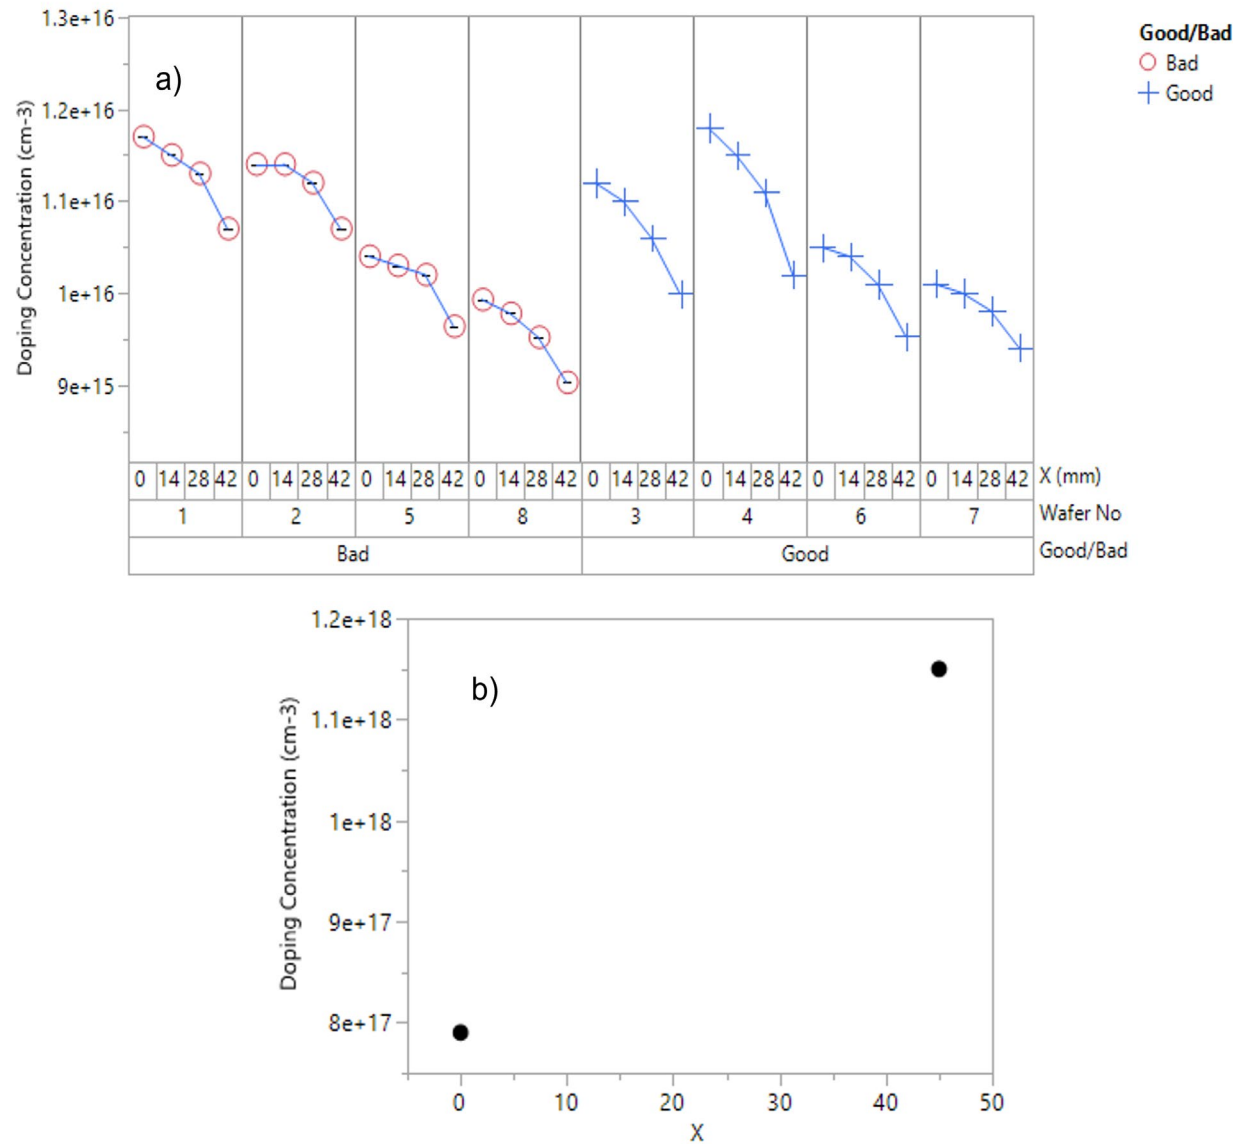 1.3e+16
Good/Bad
Bad
Good
a)
1.2e+16
1.1e+16
1e+16
9e+15
Doping Concentration (cm-3)
0 14 28 42 0 14 28 42 0 14 28 42 0 14 28 42 0 14 28 42 0 14 28 42 0 14 28 42 0 14 28 42 X (mm)
1 2 5 8 3 4 6 7 Wafer No
Bad Good Good/Bad
1.2e+18
b)
1.1e+18
1e+18
9e+17
8e+17
Doping Concentration (cm-3)
0 10 20 30 40 50
X